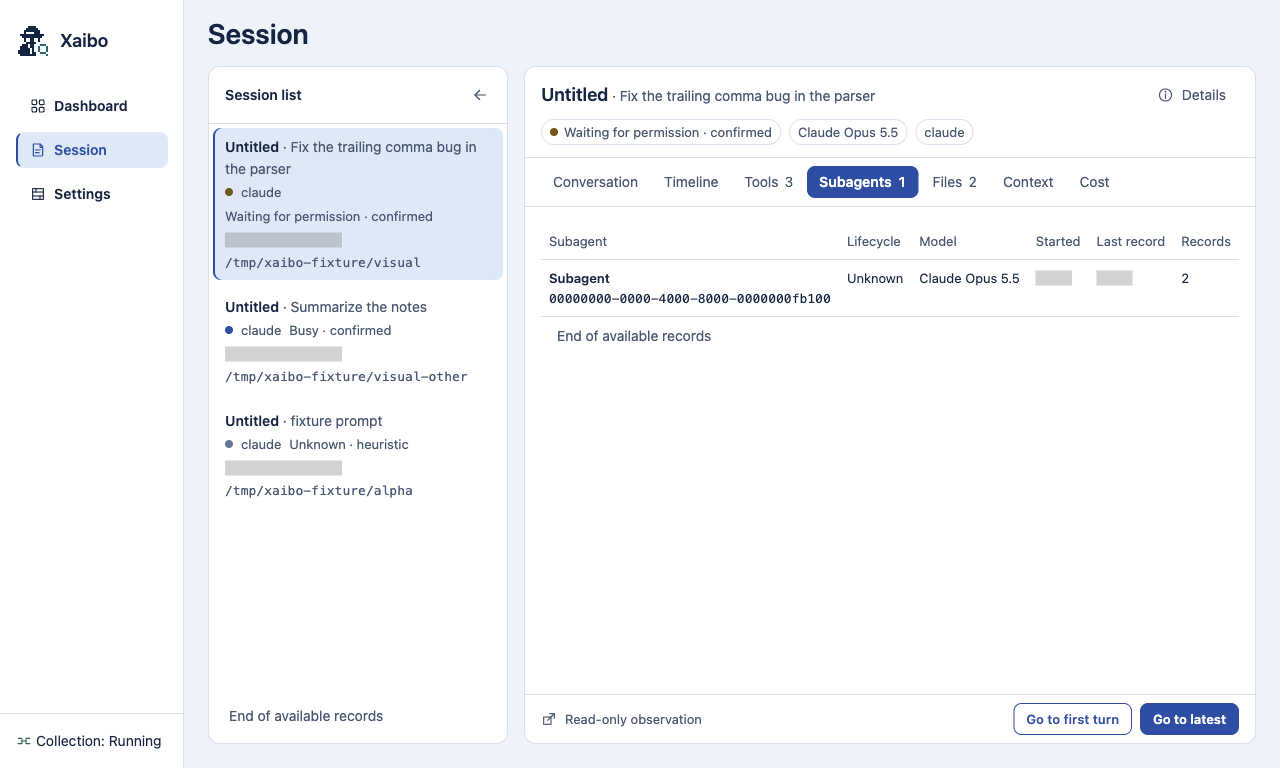 Xaibo
Dashboard
Session
Settings
Collection: Running
Session
Session list
Untitled · Fix the trailing comma bug in
the parser
claude
Waiting for permission · confirmed
/tmp/xaibo-fixture/visual
Untitled · Summarize the notes
claude Busy · confirmed
/tmp/xaibo-fixture/visual-other
Untitled · fixture prompt
claude Unknown · heuristic
/tmp/xaibo-fixture/alpha
End of available records
Untitled · Fix the trailing comma bug in the parser
Details
Waiting for permission · confirmed
Claude Opus 5.5
claude
Conversation Timeline Tools 3 Subagents 1 Files 2 Context Cost
Subagent Lifecycle Model Started Last record Records
Subagent Unknown Claude Opus 5.5 2
00000000-0000-4000-8000-0000000fb100
End of available records
Read-only observation
Go to first turn
Go to latest